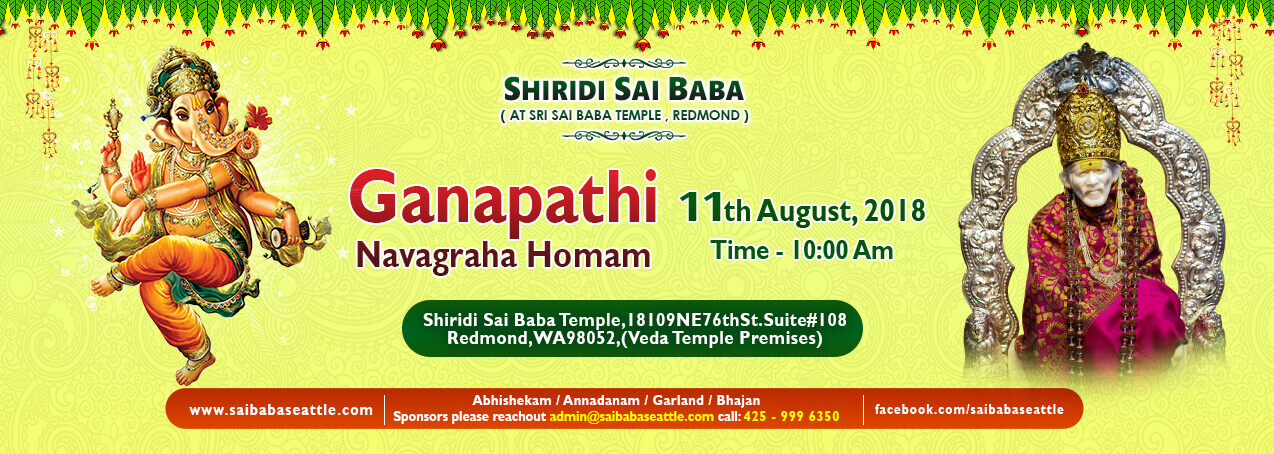 SHIRIDI SAI BABA
( AT SRI SAI BABA TEMPLE , REDMOND )
Ganapathi
Navagraha Homam
11th August, 2018
Time - 10:00 Am
Shiridi Sai Baba Temple,18109NE76thSt.Suite#108
Redmond,WA98052,(Veda Temple Premises)
www.saibabaseattle.com
Abhishekam / Annadanam / Garland / Bhajan
Sponsors please reachout admin@saibabaseattle.com call: 425 - 999 6350
facebook.com/saibabaseattle